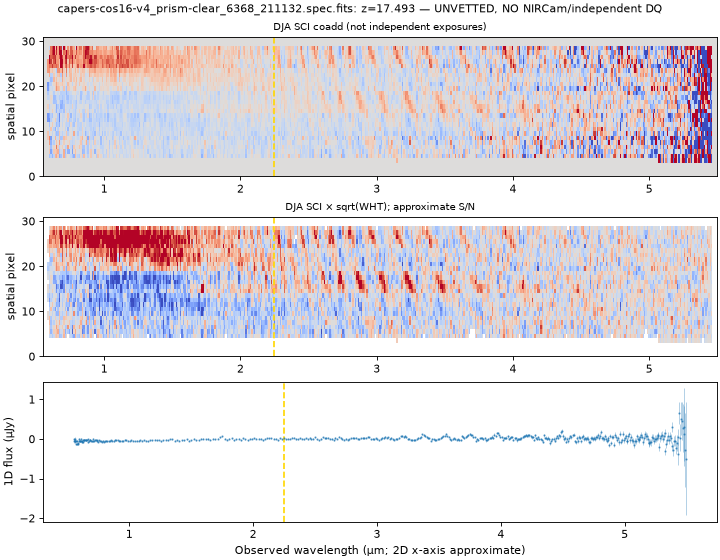 capers-cos16-v4_prism-clear_6368_211132.spec.fits: z=17.493 — UNVETTED, NO NIRCam/independent DQ
DJA SCI coadd (not independent exposures)
spatial pixel
30
20
10
0
1 2 3 4 5
DJA SCI × sqrt(WHT); approximate S/N
spatial pixel
30
20
10
0
1 2 3 4 5
1D flux (µJy)
1
0
−1
−2
1 2 3 4 5
Observed wavelength (µm; 2D x-axis approximate)